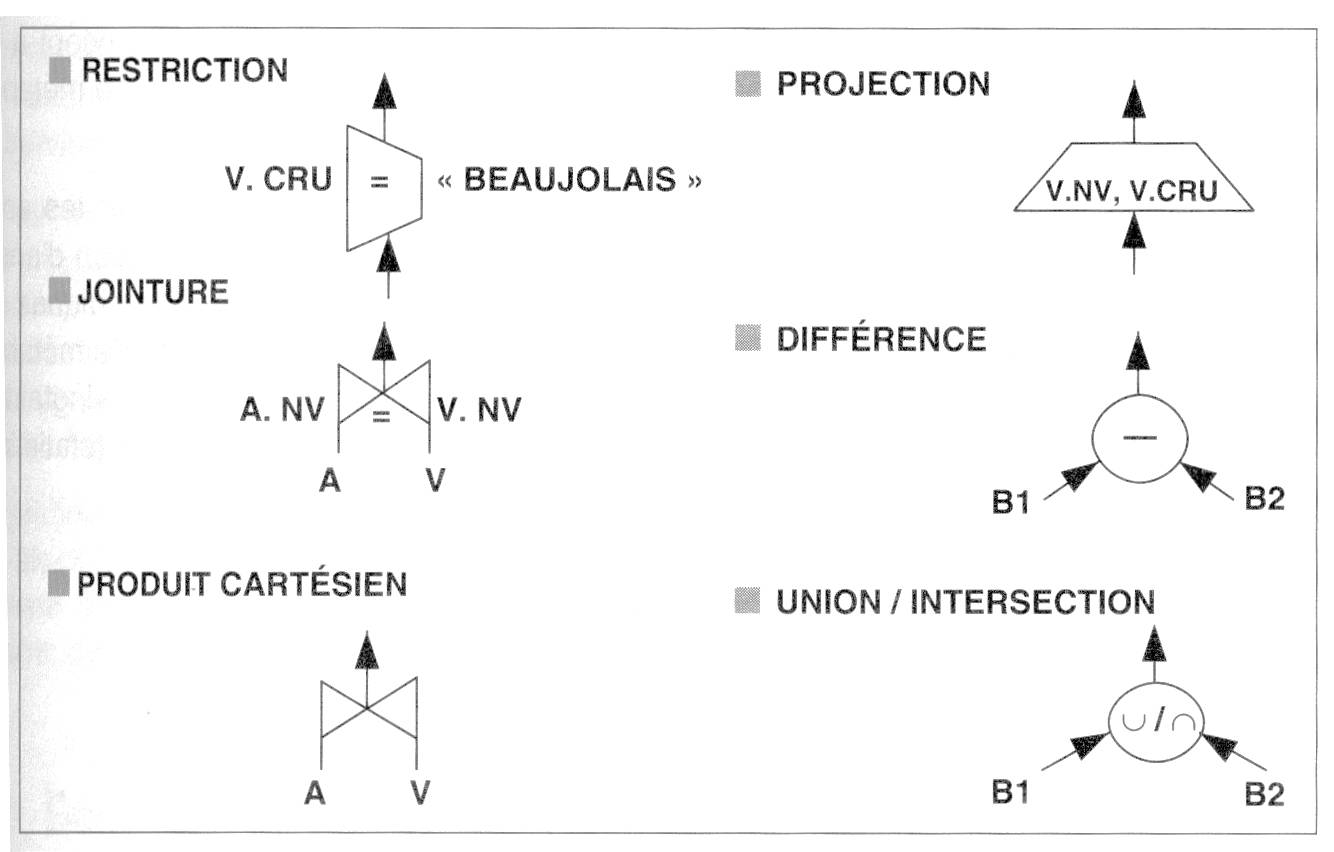 RESTRICTION
V. CRU = « BEAUJOLAIS »
JOINTURE
A. NV = V. NV
A V
PRODUIT CARTÉSIEN
A V
PROJECTION
V.NV, V.CRU
DIFFÉRENCE
—
B1 B2
UNION / INTERSECTION
∪ / ∩
B1 B2